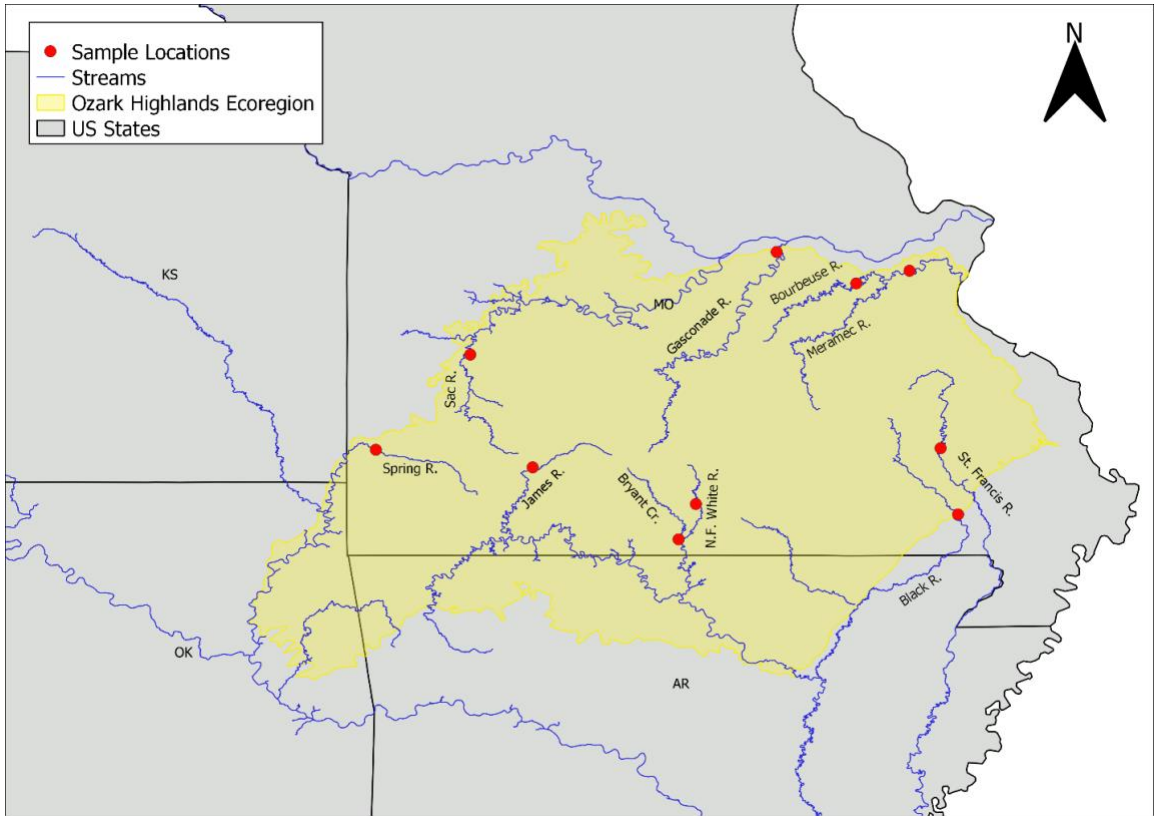 Sample Locations
Streams
Ozark Highlands Ecoregion
US States
N
KS
MO
Bourbeuse R.
Gasconade R.
Meramec R.
Sac R.
Spring R.
James R.
Bryant Cr.
N.F. White R.
St. Francis R.
Black R.
OK
AR